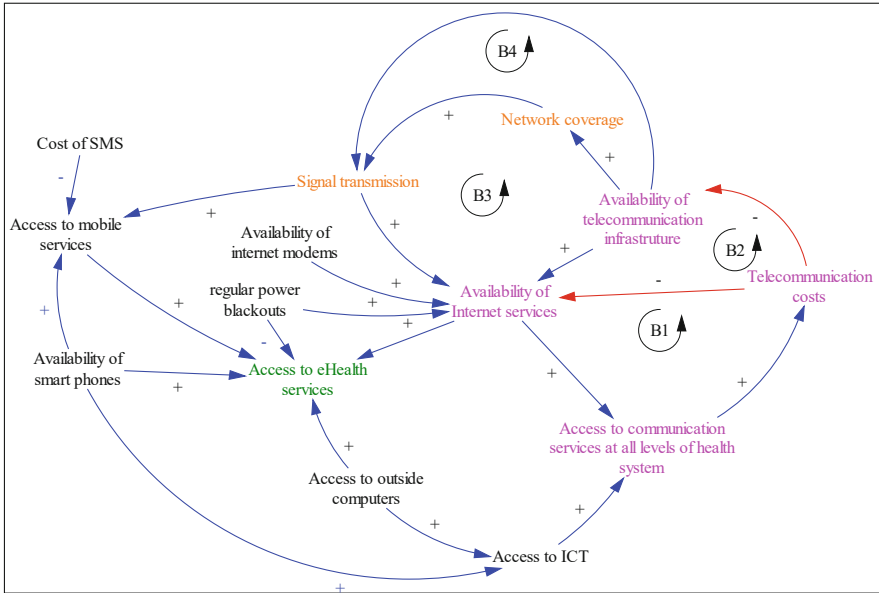 B4
Network coverage
+
+
Cost of SMS
-
Signal transmission
B3
Availability of
telecommunication
infrastruture
+
-
B2
+
Access to mobile
services
Availability of
internet modems
+
+
Telecommunication
costs
-
regular power
blackouts
+
+
Availability of
Internet services
+
+
+
-
B1
Availability of
smart phones
+
Access to eHealth
services
+
+
Access to communication
services at all levels of health
system
+
Access to outside
computers
+
+
Access to ICT
+